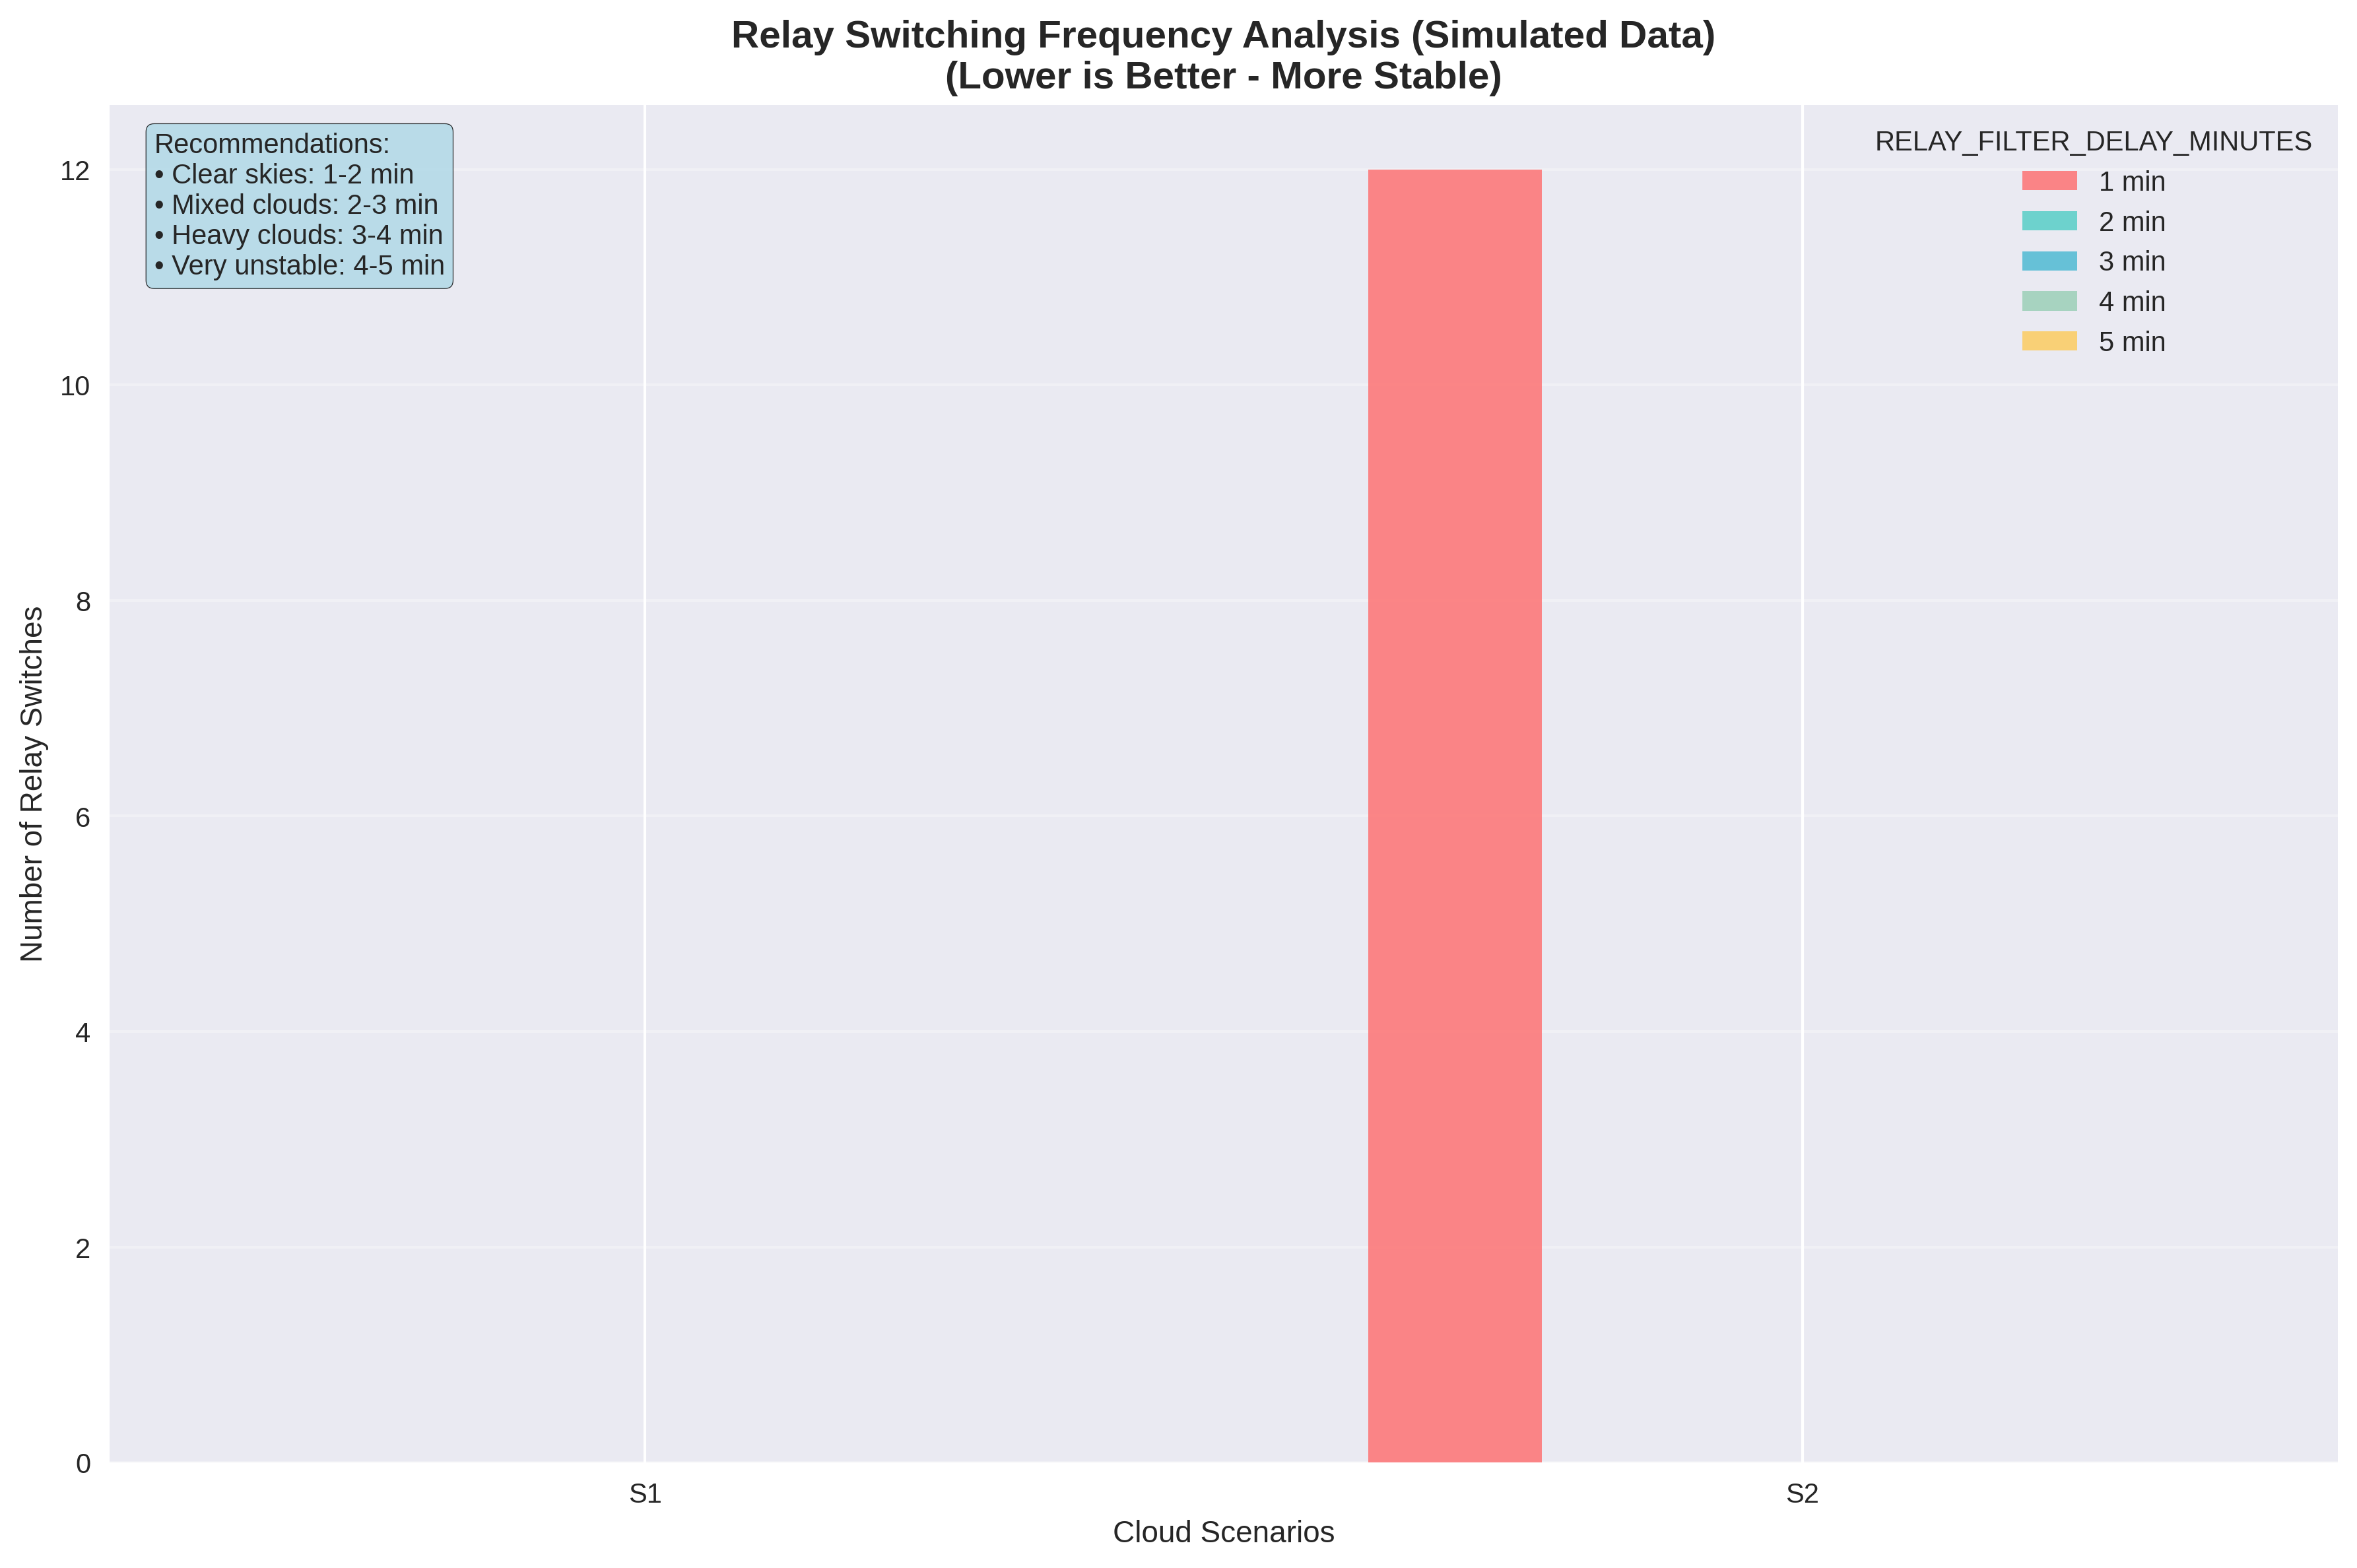 Relay Switching Frequency Analysis (Simulated Data)
(Lower is Better - More Stable)
Recommendations:
• Clear skies: 1-2 min
• Mixed clouds: 2-3 min
• Heavy clouds: 3-4 min
• Very unstable: 4-5 min
RELAY_FILTER_DELAY_MINUTES
1 min
2 min
3 min
4 min
5 min
Number of Relay Switches
12
10
8
6
4
2
0
S1
S2
Cloud Scenarios